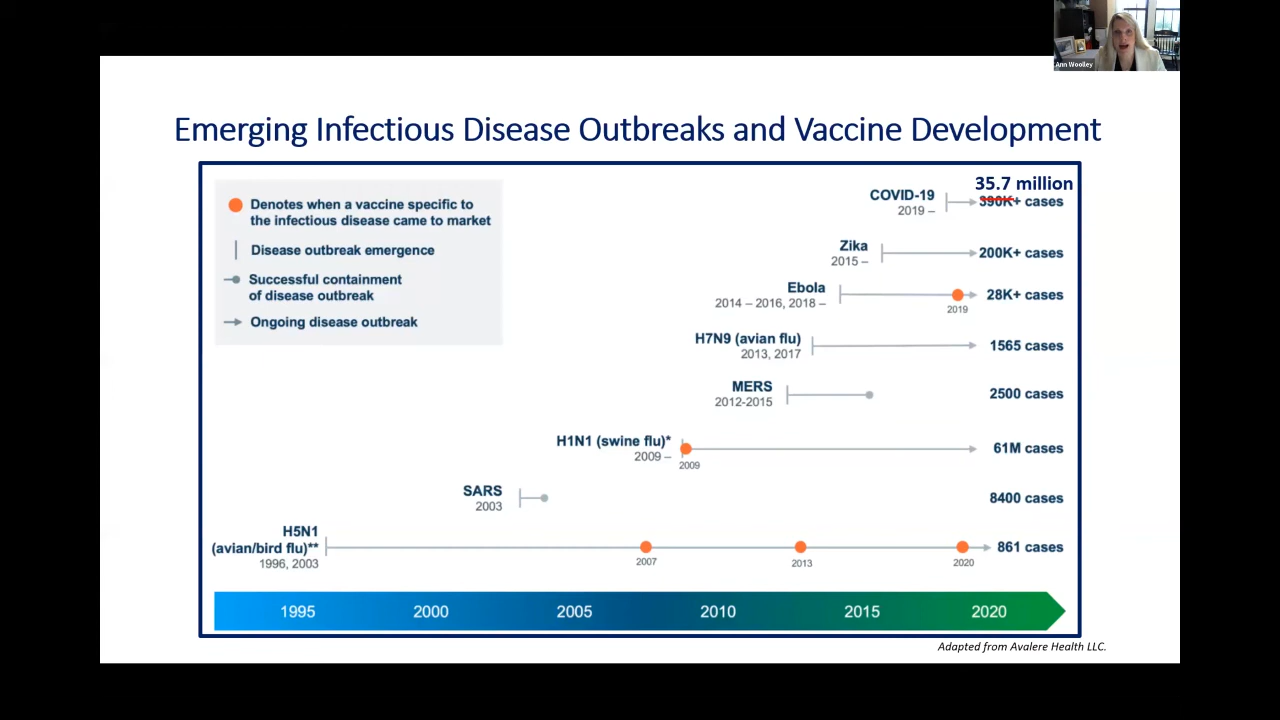 Ann Woolley
Emerging Infectious Disease Outbreaks and Vaccine Development
Denotes when a vaccine specific to
the infectious disease came to market
Disease outbreak emergence
Successful containment
of disease outbreak
Ongoing disease outbreak
35.7 million
COVID-19
390K+ cases
2019 –
Zika
200K+ cases
2015 –
Ebola
28K+ cases
2014 – 2016, 2018 –
2019
H7N9 (avian flu)
1565 cases
2013, 2017
MERS
2500 cases
2012-2015
H1N1 (swine flu)*
61M cases
2009 –
2009
SARS
8400 cases
2003
H5N1
(avian/bird flu)**
861 cases
1996, 2003
2007
2013
2020
1995 2000 2005 2010 2015 2020
Adapted from Avalere Health LLC.